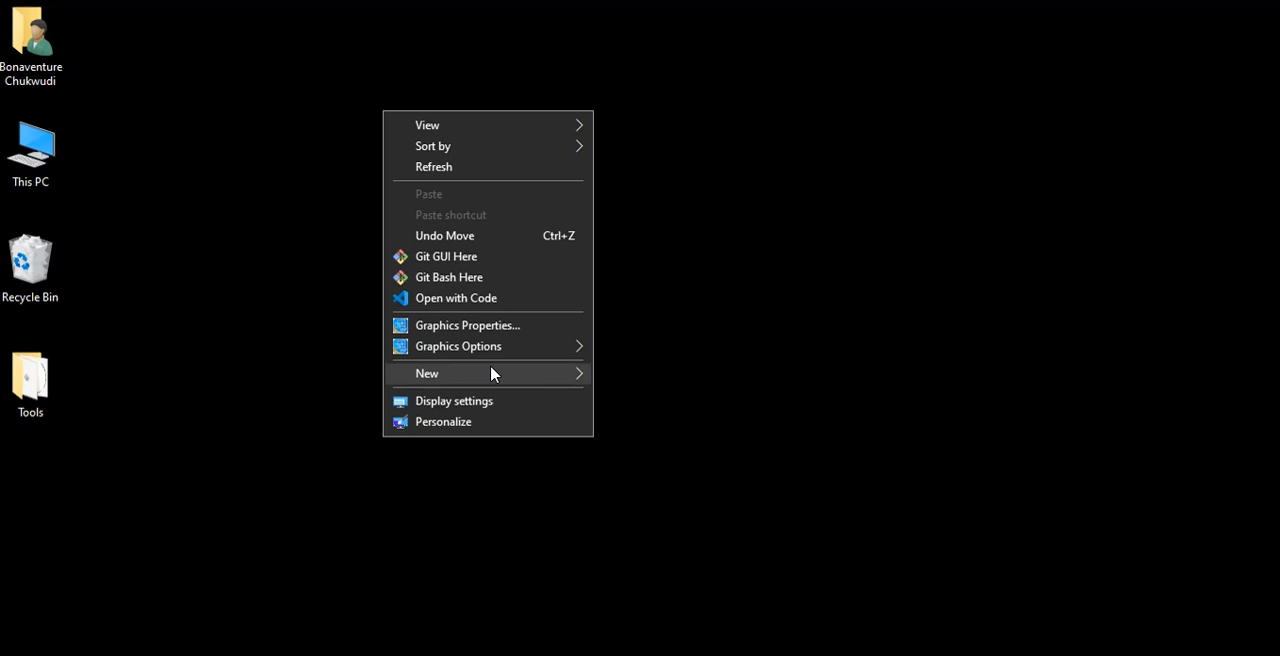 Bonaventure
Chukwudi
This PC
Recycle Bin
Tools
View
Sort by
Refresh
Paste
Paste shortcut
Undo Move Ctrl+Z
Git GUI Here
Git Bash Here
Open with Code
Graphics Properties...
Graphics Options
New
Display settings
Personalize